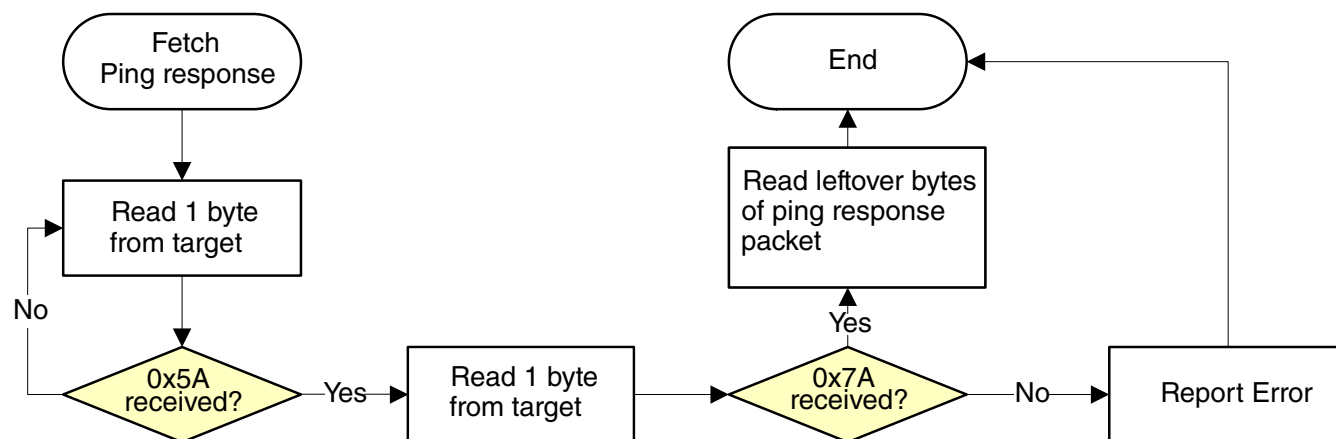 Fetch
Ping response
End
Read 1 byte
from target
Read leftover bytes
of ping response
packet
No
Yes
0x5A
received?
Yes
Read 1 byte
from target
0x7A
received?
No
Report Error